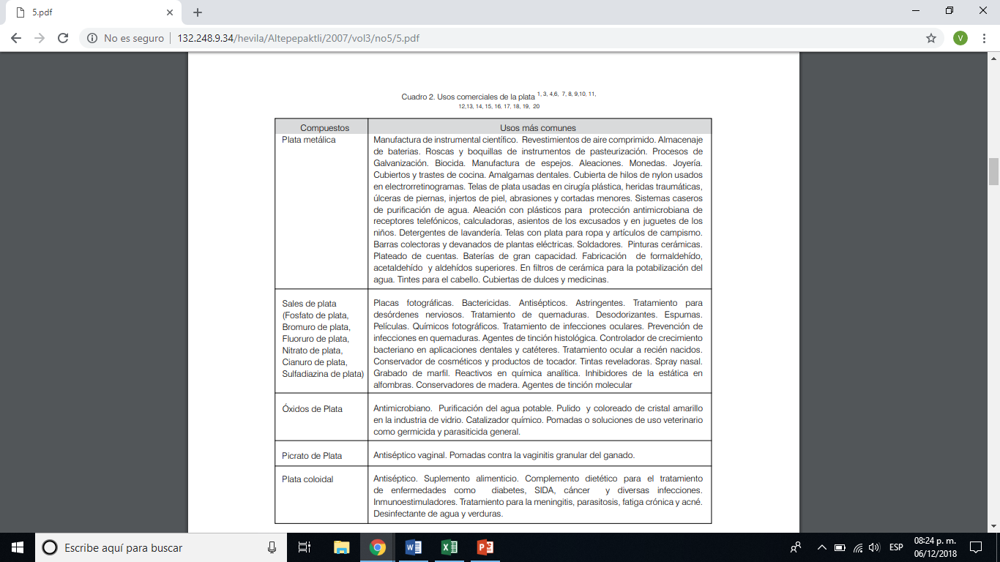 5.pdf
No es seguro
132.248.9.34/hevila/Altepepaktli/2007/vol3/no5/5.pdf
V
Cuadro 2. Usos comerciales de la plata 1, 3, 4,6, 7, 8, 9,10, 11,
12,13, 14, 15, 16, 17, 18, 19, 20
Compuestos
Usos más comunes
Plata metálica
Manufactura de instrumental científico. Revestimientos de aire comprimido. Almacenaje
de baterias. Roscas y boquillas de instrumentos de pasteurización. Procesos de
Galvanización. Biocida. Manufactura de espejos. Aleaciones. Monedas. Joyería.
Cubiertos y trastes de cocina. Amalgamas dentales. Cubierta de hilos de nylon usados
en electrorretinogramas. Telas de plata usadas en cirugía plástica, heridas traumáticas,
úlceras de piernas, injertos de piel, abrasiones y cortadas menores. Sistemas caseros
de purificación de agua. Aleación con plásticos para protección antimicrobiana de
receptores telefónicos, calculadoras, asientos de los excusados y en juguetes de los
niños. Detergentes de lavandería. Telas con plata para ropa y artículos de campismo.
Barras colectoras y devanados de plantas eléctricas. Soldadores. Pinturas cerámicas.
Plateado de cuentas. Baterías de gran capacidad. Fabricación de formaldehído,
acetaldehído y aldehídos superiores. En filtros de cerámica para la potabilización del
agua. Tintes para el cabello. Cubiertas de dulces y medicinas.
Sales de plata
(Fosfato de plata,
Bromuro de plata,
Fluoruro de plata,
Nitrato de plata,
Cianuro de plata,
Sulfadiazina de plata)
Placas fotográficas. Bactericidas. Antisépticos. Astringentes. Tratamiento para
desórdenes nerviosos. Tratamiento de quemaduras. Desodorizantes. Espumas.
Películas. Químicos fotográficos. Tratamiento de infecciones oculares. Prevención de
infecciones en quemaduras. Agentes de tinción histológica. Controlador de crecimiento
bacteriano en aplicaciones dentales y catéteres. Tratamiento ocular a recién nacidos.
Conservador de cosméticos y productos de tocador. Tintas reveladoras. Spray nasal.
Grabado de marfil. Reactivos en química analítica. Inhibidores de la estática en
alfombras. Conservadores de madera. Agentes de tinción molecular
Óxidos de Plata
Antimicrobiano. Purificación del agua potable. Pulido y coloreado de cristal amarillo
en la industria de vidrio. Catalizador químico. Pomadas o soluciones de uso veterinario
como germicida y parasiticida general.
Picrato de Plata
Antiséptico vaginal. Pomadas contra la vaginitis granular del ganado.
Plata coloidal
Antiséptico. Suplemento alimenticio. Complemento dietético para el tratamiento
de enfermedades como diabetes, SIDA, cáncer y diversas infecciones.
Inmunoestimuladores. Tratamiento para la meningitis, parasitosis, fatiga crónica y acné.
Desinfectante de agua y verduras.
Escribe aquí para buscar
ESP
08:24 p. m.
06/12/2018